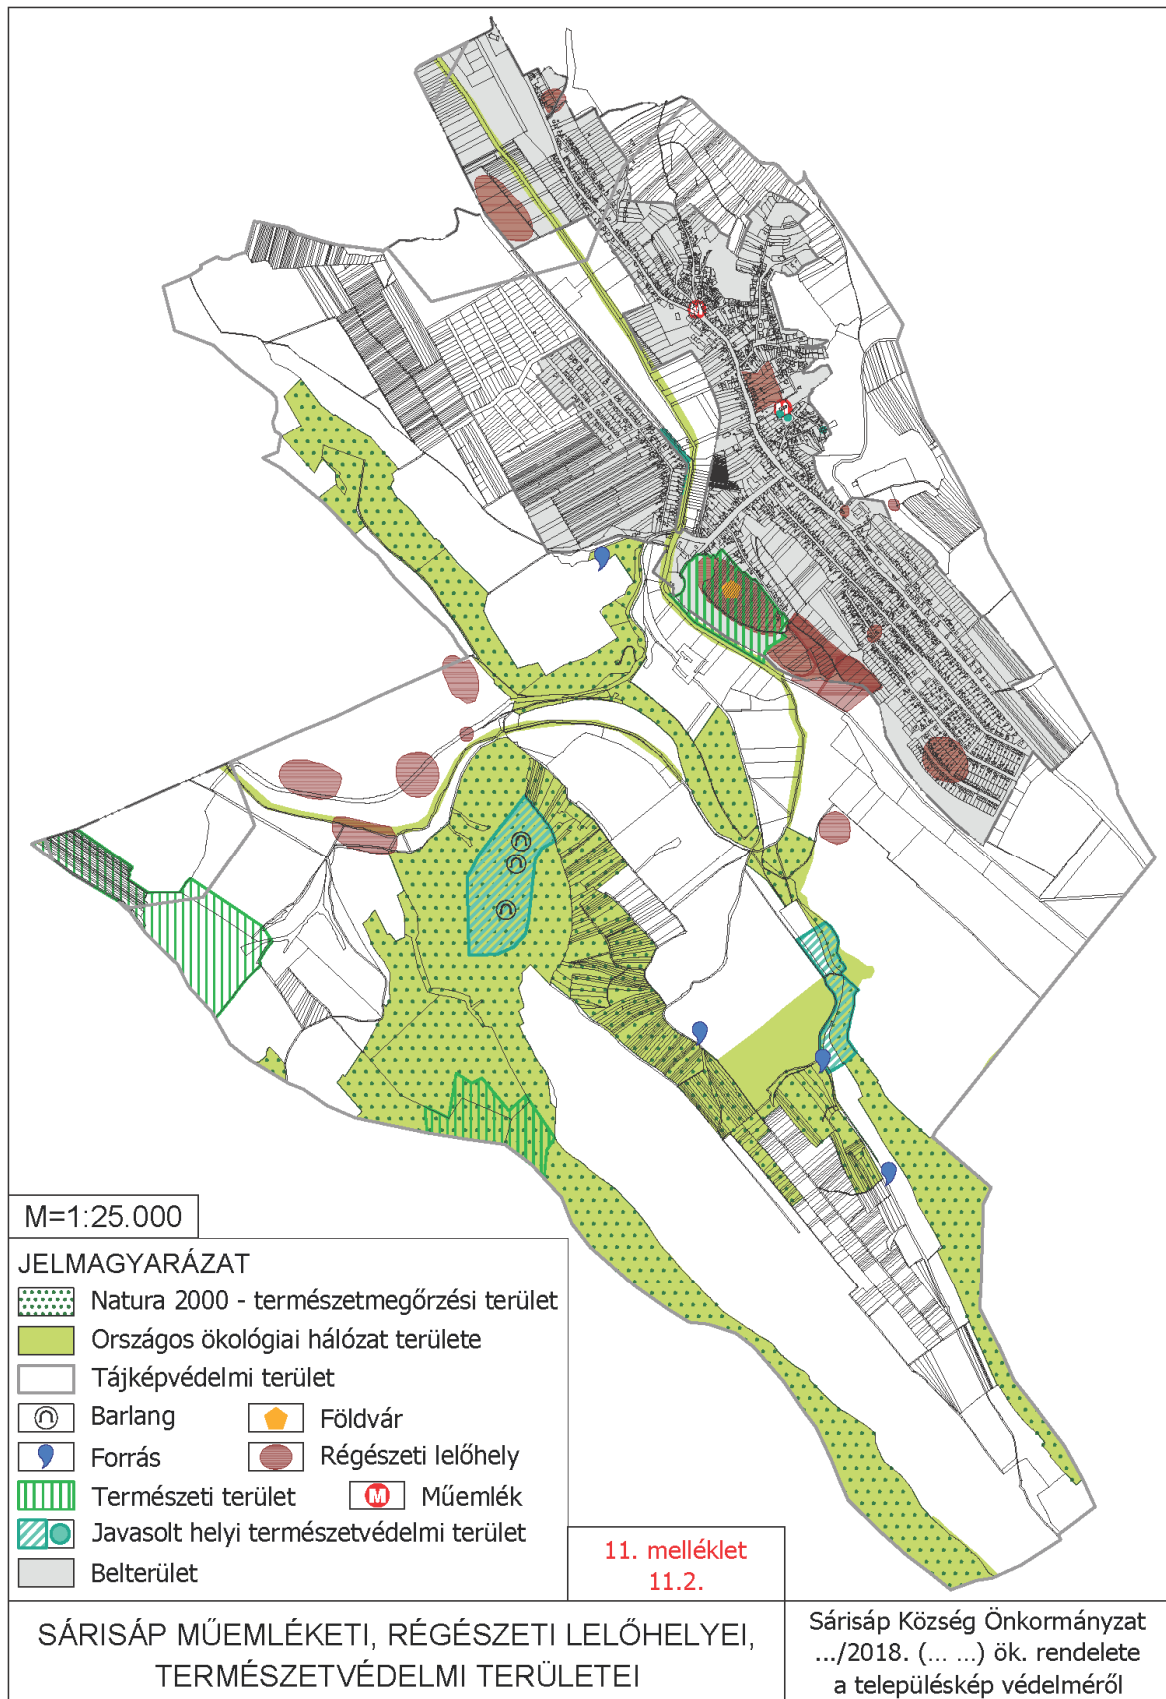 M=1:25.000
JELMAGYARÁZAT
Natura 2000 - természetmegőrzési terület
Országos ökológiai hálózat területe
Tájképvédelmi terület
Barlang
Földvár
Forrás
Régészeti lelőhely
Természeti terület
M
Műemlék
Javasolt helyi természetvédelmi terület
Belterület
11. melléklet
11.2.
SÁRISÁP MŰEMLÉKETI, RÉGÉSZETI LELŐHELYEI,
TERMÉSZETVÉDELMI TERÜLETEI
Sárisáp Község Önkormányzat
.../2018. (... ...) ök. rendelete
a településkép védelméről